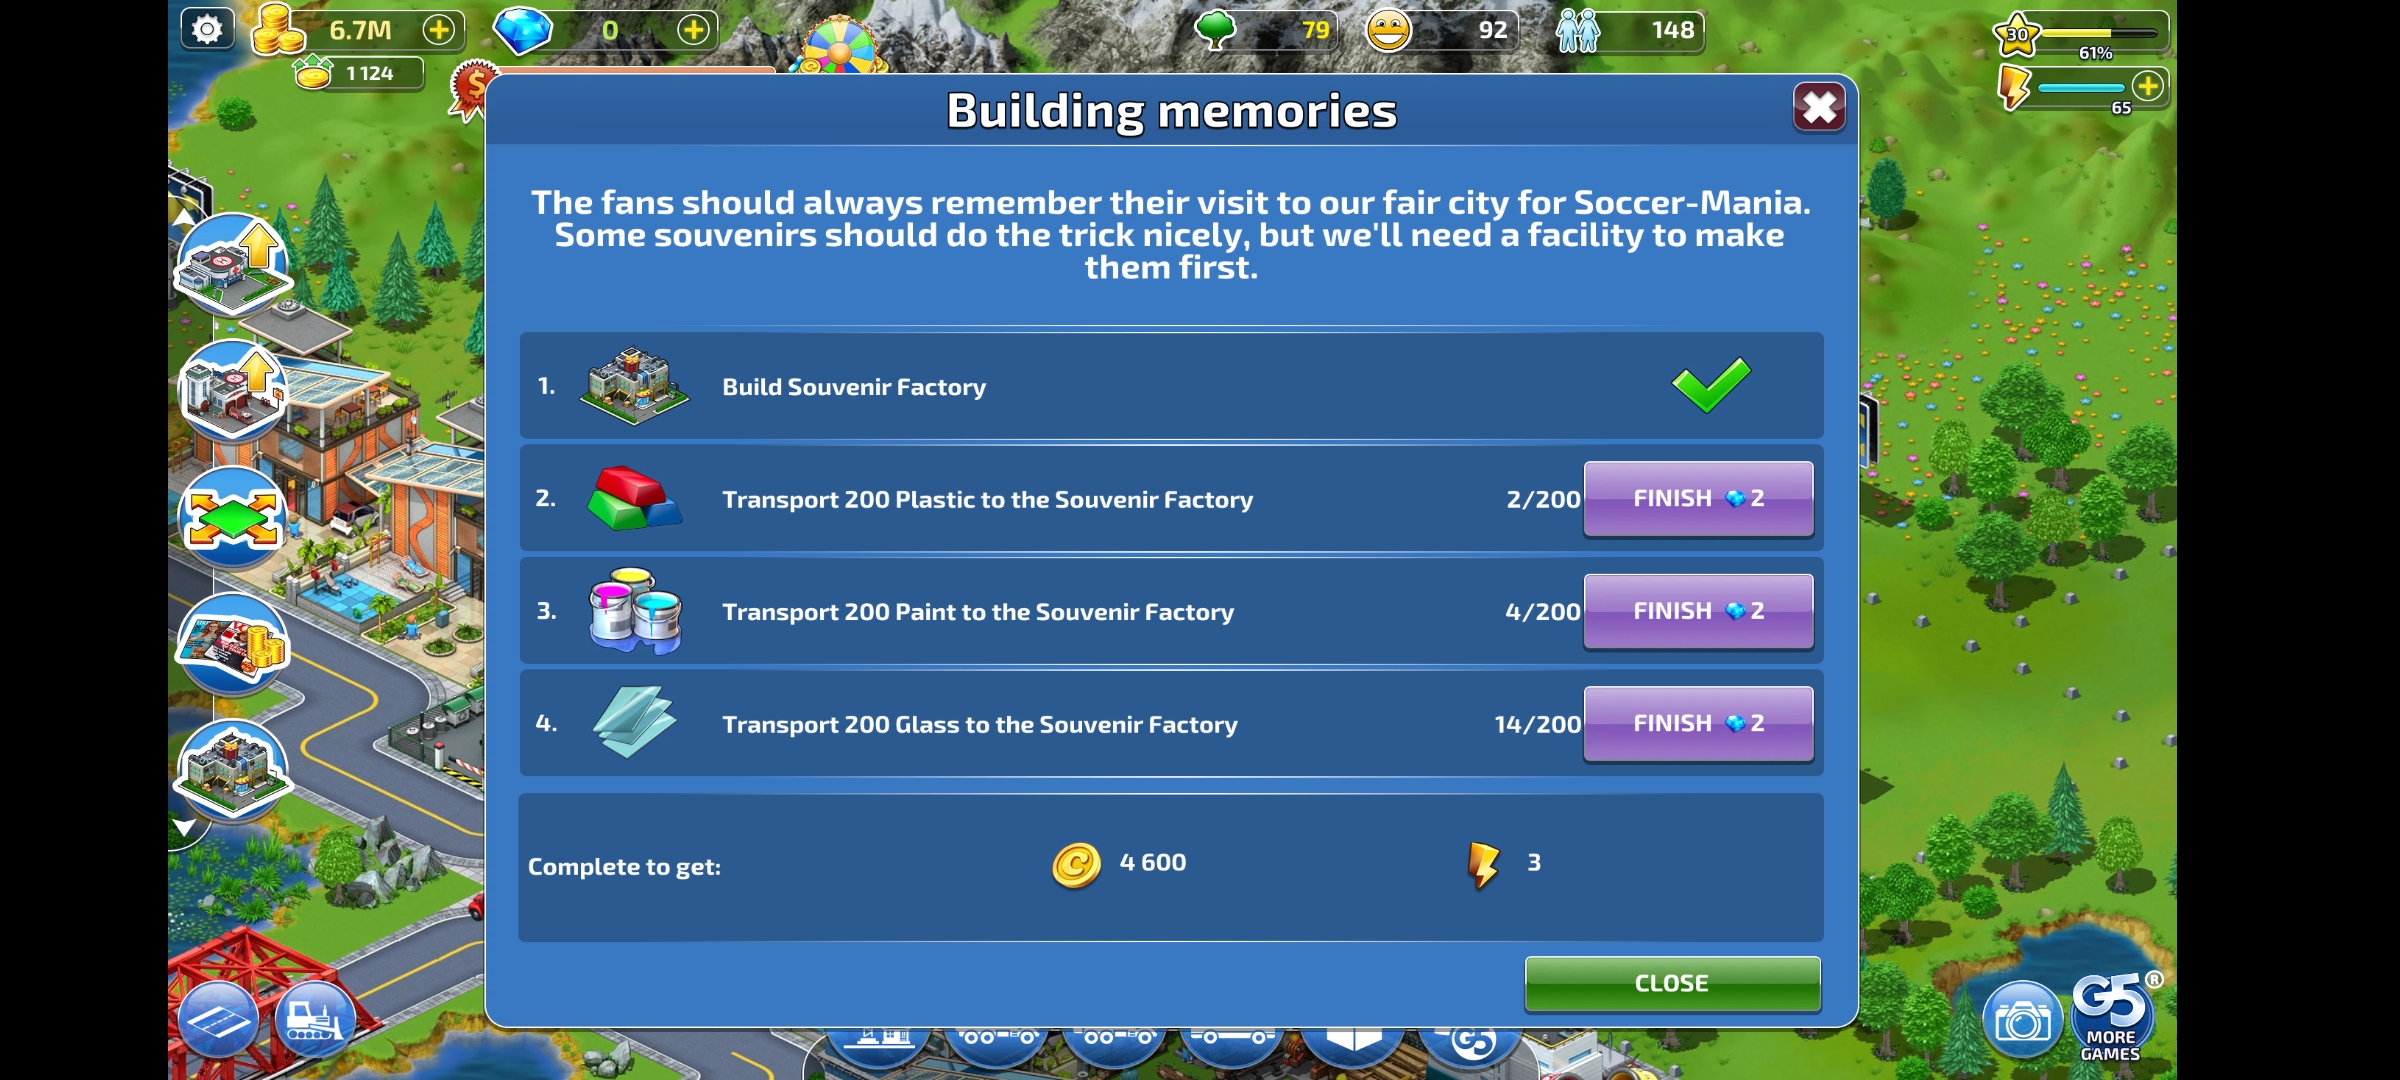 6.7M
0
79
92
148
30
61%
1 124
65
Building memories
The fans should always remember their visit to our fair city for Soccer-Mania.
Some souvenirs should do the trick nicely, but we'll need a facility to make
them first.
1. Build Souvenir Factory
2. Transport 200 Plastic to the Souvenir Factory 2/200 FINISH 2
3. Transport 200 Paint to the Souvenir Factory 4/200 FINISH 2
4. Transport 200 Glass to the Souvenir Factory 14/200 FINISH 2
Complete to get: 4 600 3
CLOSE
G5
G5®
MORE
GAMES